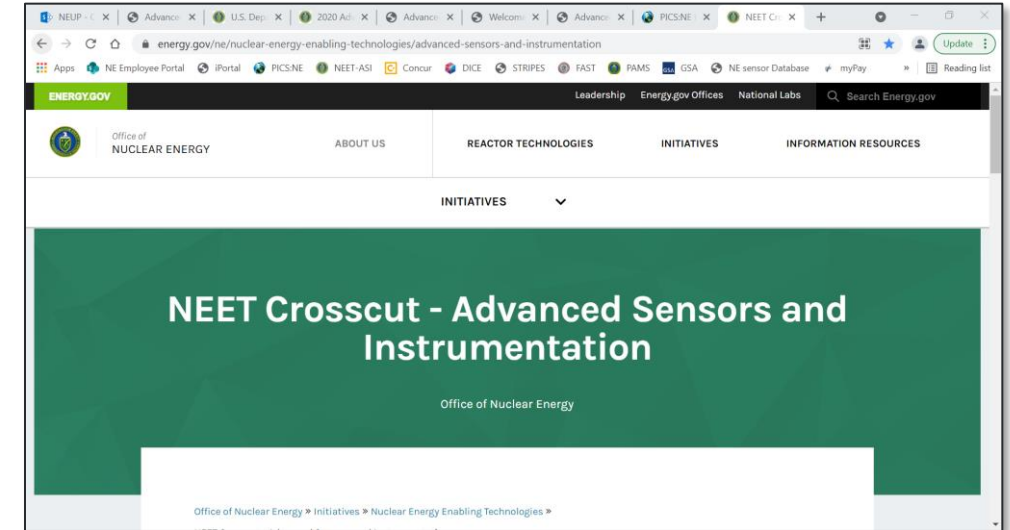 NEUP - C
Advance
U.S. Dep
2020 Adv
Advance
Welcom
Advance
PICS:NE
NEET Cr
energy.gov/ne/nuclear-energy-enabling-technologies/advanced-sensors-and-instrumentation
Update
Apps
NE Employee Portal
iPortal
PICS:NE
NEET-ASI
Concur
DICE
STRIPES
FAST
PAMS
GSA
GSA
NE sensor Database
myPay
»
Reading list
ENERGY.GOV
Leadership
Energy.gov Offices
National Labs
Search Energy.gov
Office of
NUCLEAR ENERGY
ABOUT US
REACTOR TECHNOLOGIES
INITIATIVES
INFORMATION RESOURCES
INITIATIVES
NEET Crosscut - Advanced Sensors and
Instrumentation
Office of Nuclear Energy
Office of Nuclear Energy » Initiatives » Nuclear Energy Enabling Technologies »